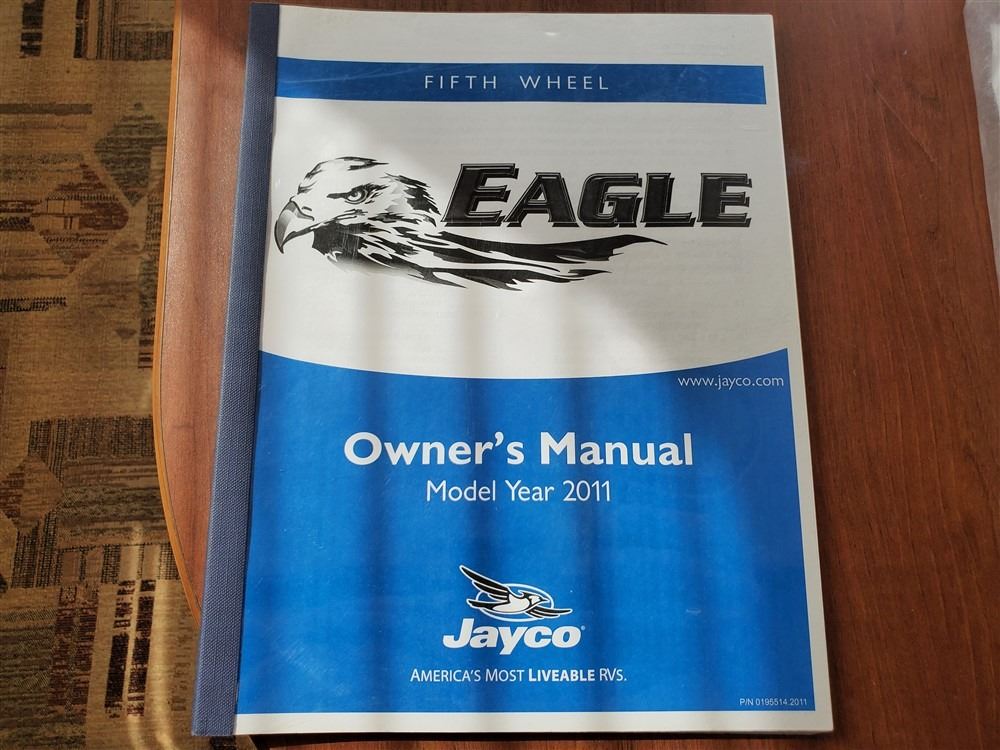 FIFTH WHEEL
EAGLE
www.jayco.com
Owner's Manual
Model Year 2011
Jayco
AMERICA'S MOST LIVEABLE RVS.
P/N 0195514.2011